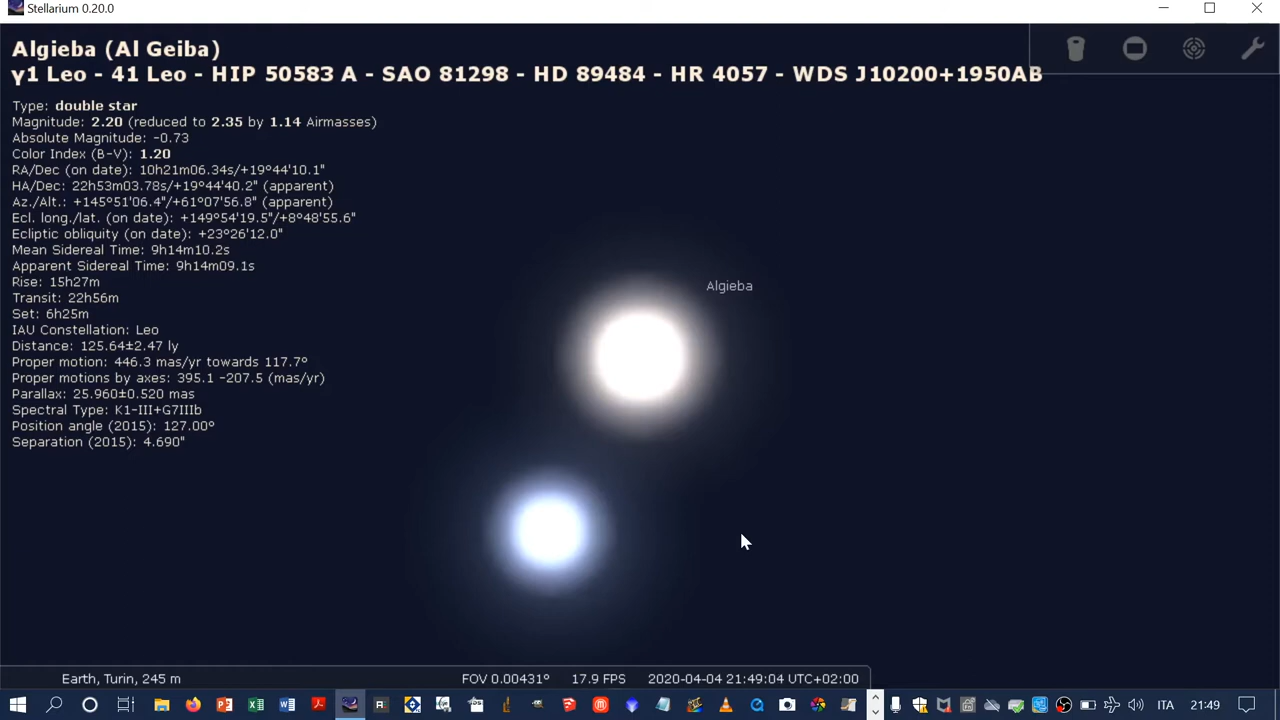 Stellarium 0.20.0
Algieba (Al Geiba)
γ1 Leo - 41 Leo - HIP 50583 A - SAO 81298 - HD 89484 - HR 4057 - WDS J10200+1950AB
Type: double star
Magnitude: 2.20 (reduced to 2.35 by 1.14 Airmasses)
Absolute Magnitude: -0.73
Color Index (B-V): 1.20
RA/Dec (on date): 10h21m06.34s/+19°44'10.1"
HA/Dec: 22h53m03.78s/+19°44'40.2" (apparent)
Az./Alt.: +145°51'06.4"/+61°07'56.8" (apparent)
Ecl. long./lat. (on date): +149°54'19.5"/+8°48'55.6"
Ecliptic obliquity (on date): +23°26'12.0"
Mean Sidereal Time: 9h14m10.2s
Apparent Sidereal Time: 9h14m09.1s
Rise: 15h27m
Transit: 22h56m
Set: 6h25m
IAU Constellation: Leo
Distance: 125.64±2.47 ly
Proper motion: 446.3 mas/yr towards 117.7°
Proper motions by axes: 395.1 -207.5 (mas/yr)
Parallax: 25.960±0.520 mas
Spectral Type: K1-III+G7IIIb
Position angle (2015): 127.00°
Separation (2015): 4.690"
Algieba
Earth, Turin, 245 m FOV 0.00431° 17.9 FPS 2020-04-04 21:49:04 UTC+02:00
ITA 21:49